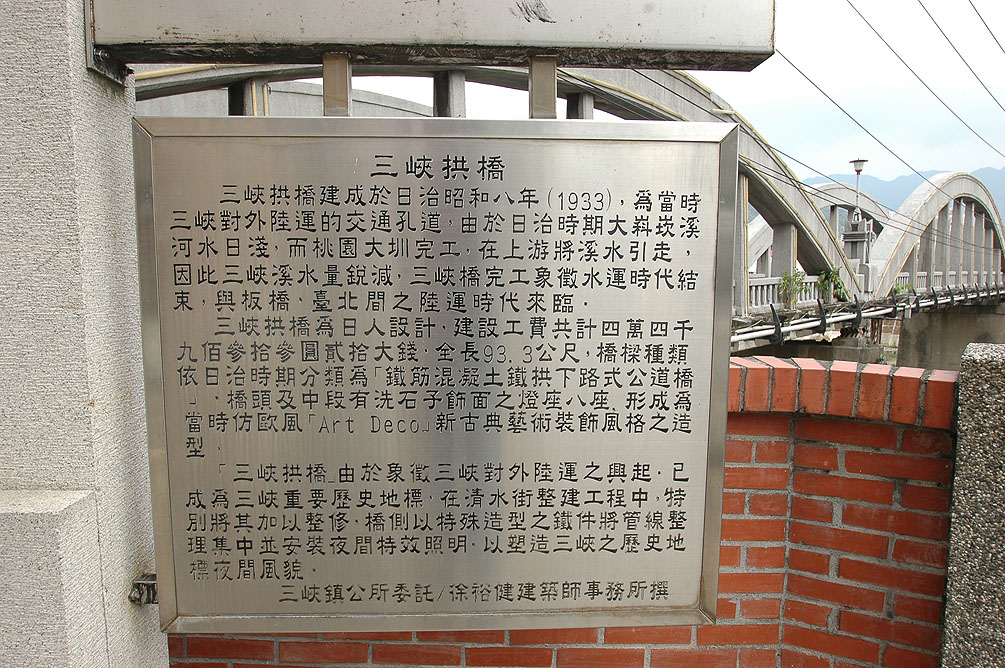 三峽拱橋
三峽拱橋建成於日治昭和八年(1933)，為當時
三峽對外陸運的交通孔道，由於日治時期大嵙崁溪
河水日淺，而桃園大圳完工，在上游將溪水引走，
因此三峽溪水量銳減，三峽橋完工象徵水運時代結
束，與板橋、臺北間之陸運時代來臨．
三峽拱橋為日人設計，建設工費共計四萬四千
九佰參拾參圓貳拾大錢，全長93.3公尺，橋樑種類
依日治時期分類為「鐵筋混凝土鐵拱下路式公道橋
」．橋頭及中段有洗石子飾面之燈座八座，形成為
當時仿歐風「Art Deco」新古典藝術裝飾風格之造
型．
「三峽拱橋」由於象徵三峽對外陸運之興起，已
成為三峽重要歷史地標，在清水街整建工程中，特
別將其加以整修，橋側以特殊造型之鐵件將管線整
理集中並安裝夜間特效照明，以塑造三峽之歷史地
標夜間風貌．
三峽鎮公所委託/徐裕健建築師事務所撰